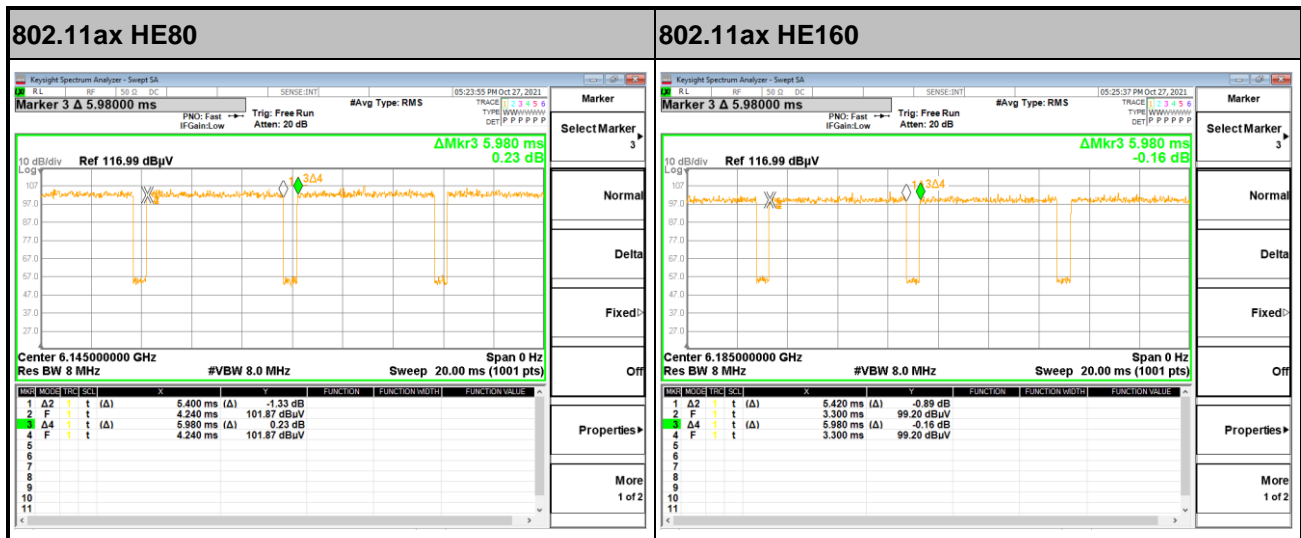 802.11ax HE80
Keysight Spectrum Analyzer - Swept SA
RL RF 50 Ω DC SENSE:INT 05:23:55 PM Oct 27, 2021
Marker 3 Δ 5.98000 ms
PNO: Fast
IFGain:Low
Trig: Free Run
Atten: 20 dB
#Avg Type: RMS
TRACE 1 2 3 4 5 6
TYPE WWWWWW
DET P P P P P P
ΔMkr3 5.980 ms
0.23 dB
10 dB/div Ref 116.99 dBµV
Log
107
97.0
87.0
77.0
67.0
57.0
47.0
37.0
27.0
3Δ4
Center 6.145000000 GHz Span 0 Hz
Res BW 8 MHz #VBW 8.0 MHz Sweep 20.00 ms (1001 pts)
MKR MODE TRC SCL X Y FUNCTION FUNCTION WIDTH FUNCTION VALUE
1 Δ2 1 t (Δ) 5.400 ms (Δ) -1.33 dB
2 F 1 t 4.240 ms 101.87 dBµV
3 Δ4 1 t (Δ) 5.980 ms (Δ) 0.23 dB
4 F 1 t 4.240 ms 101.87 dBµV
5
6
7
8
9
10
11
Marker
Select Marker
3
Normal
Delta
Fixed
Off
Properties
More
1 of 2
802.11ax HE160
Keysight Spectrum Analyzer - Swept SA
RL RF 50 Ω DC SENSE:INT 05:25:37 PM Oct 27, 2021
Marker 3 Δ 5.98000 ms
PNO: Fast
IFGain:Low
Trig: Free Run
Atten: 20 dB
#Avg Type: RMS
TRACE 1 2 3 4 5 6
TYPE WWWWWW
DET P P P P P P
ΔMkr3 5.980 ms
-0.16 dB
10 dB/div Ref 116.99 dBµV
Log
107
97.0
87.0
77.0
67.0
57.0
47.0
37.0
27.0
3Δ4
Center 6.185000000 GHz Span 0 Hz
Res BW 8 MHz #VBW 8.0 MHz Sweep 20.00 ms (1001 pts)
MKR MODE TRC SCL X Y FUNCTION FUNCTION WIDTH FUNCTION VALUE
1 Δ2 1 t (Δ) 5.420 ms (Δ) -0.89 dB
2 F 1 t 3.300 ms 99.20 dBµV
3 Δ4 1 t (Δ) 5.980 ms (Δ) -0.16 dB
4 F 1 t 3.300 ms 99.20 dBµV
5
6
7
8
9
10
11
Marker
Select Marker
3
Normal
Delta
Fixed
Off
Properties
More
1 of 2